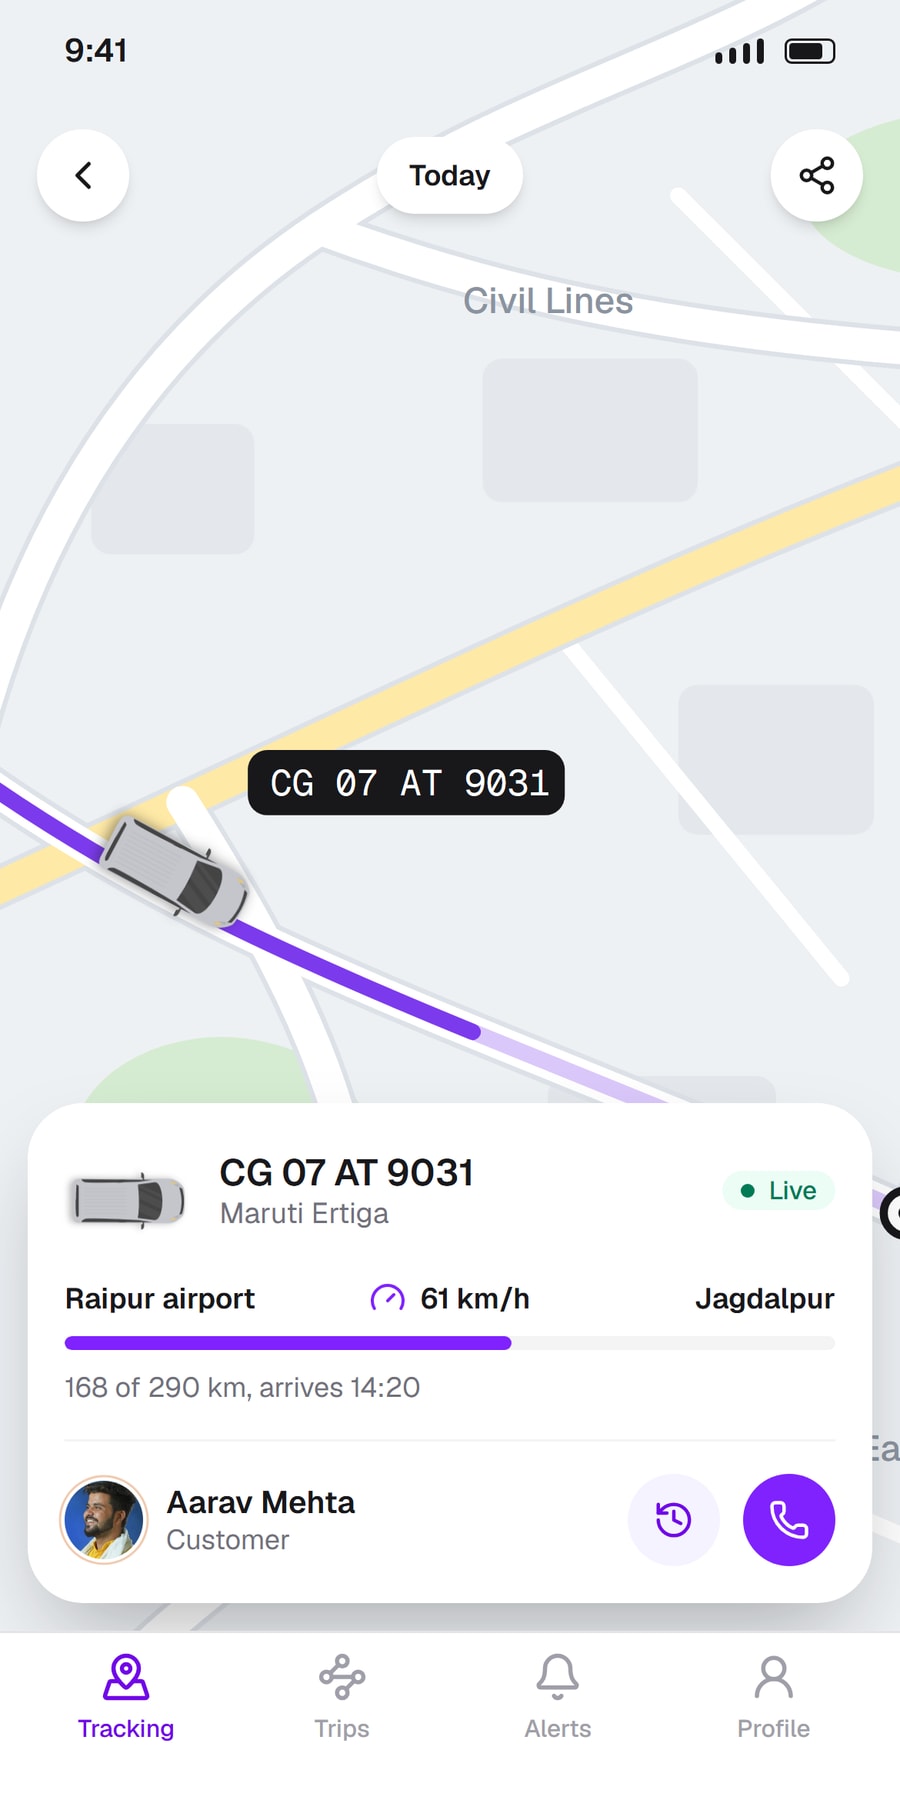 9:41
Today
Civil Lines
CG 07 AT 9031
CG 07 AT 9031
Maruti Ertiga
Live
Raipur airport
61 km/h
Jagdalpur
168 of 290 km, arrives 14:20
Aarav Mehta
Customer
Tracking
Trips
Alerts
Profile